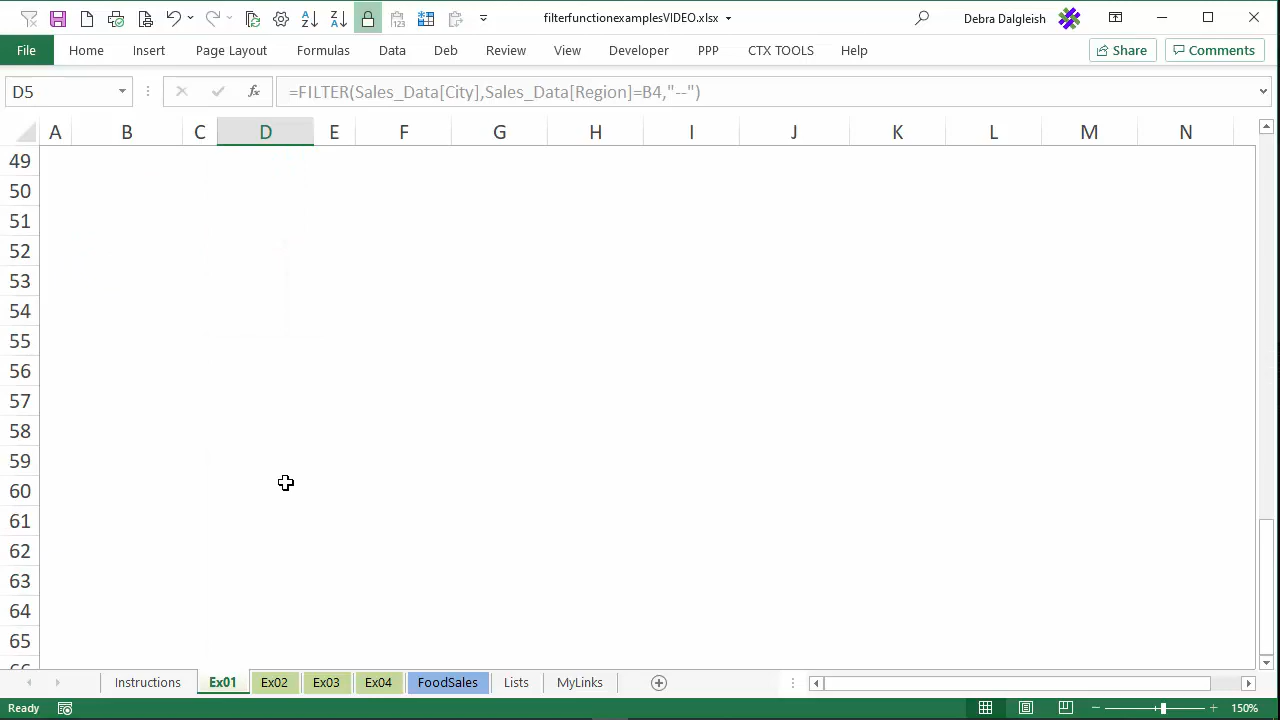 filterfunctionexamplesVIDEO.xlsx
Debra Dalgleish
File Home Insert Page Layout Formulas Data Deb Review View Developer PPP CTX TOOLS Help Share Comments
D5 fx =FILTER(Sales_Data[City],Sales_Data[Region]=B4,"--")
A B C D E F G H I J K L M N
49
50
51
52
53
54
55
56
57
58
59
60
61
62
63
64
65
66
Instructions Ex01 Ex02 Ex03 Ex04 FoodSales Lists MyLinks
Ready 150%